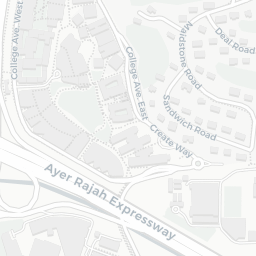 College Ave. West
College Ave. East
Create Way
Maidstone Road
Deal Road
Sandwich Road
Ayer Rajah Expressway